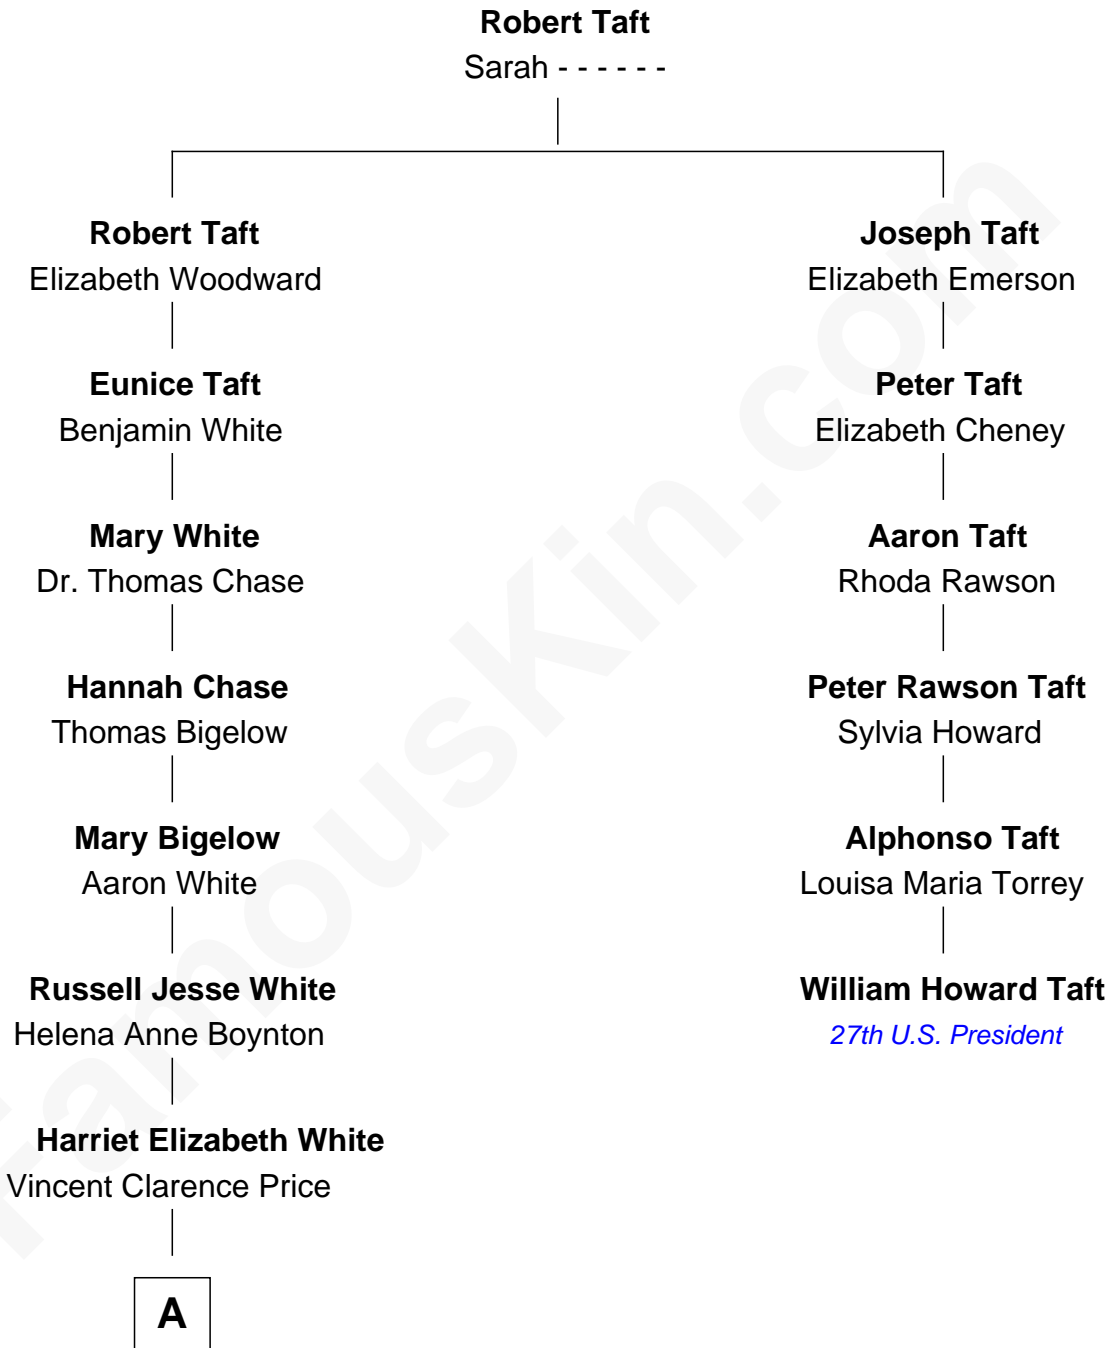 Robert Taft
Sarah - - - - - -
Robert Taft
Elizabeth Woodward
Joseph Taft
Elizabeth Emerson
Eunice Taft
Benjamin White
Peter Taft
Elizabeth Cheney
Mary White
Dr. Thomas Chase
Aaron Taft
Rhoda Rawson
Hannah Chase
Thomas Bigelow
Peter Rawson Taft
Sylvia Howard
Mary Bigelow
Aaron White
Alphonso Taft
Louisa Maria Torrey
Russell Jesse White
Helena Anne Boynton
William Howard Taft
27th U.S. President
Harriet Elizabeth White
Vincent Clarence Price
A
FamousKin.com